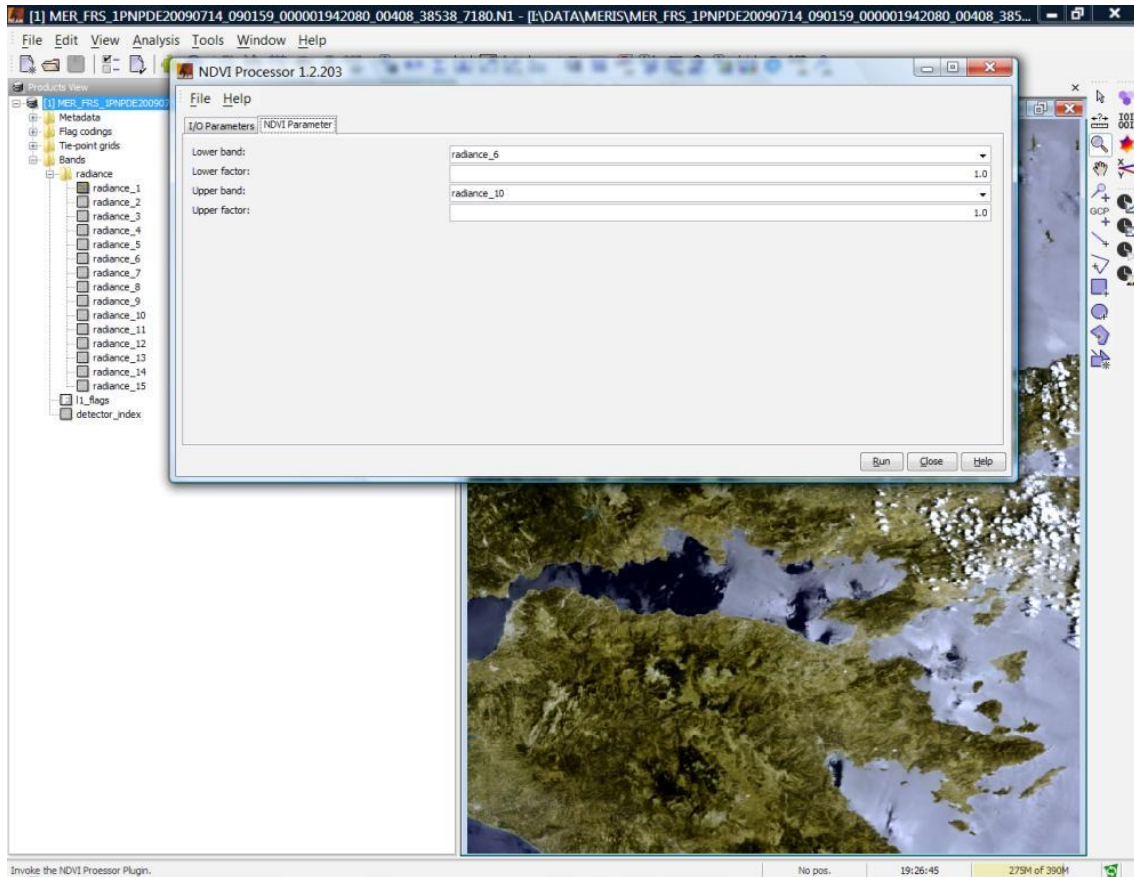 [1] MER_FRS_1PNPDE20090714_090159_000001942080_00408_38538_7180.N1 - [I:\DATA\MERIS\MER_FRS_1PNPDE20090714_090159_000001942080_00408_385...
File Edit View Analysis Tools Window Help
Products View
[1] MER_FRS_1PNPDE200907
Metadata
Flag codings
Tie-point grids
Bands
radiance
radiance_1
radiance_2
radiance_3
radiance_4
radiance_5
radiance_6
radiance_7
radiance_8
radiance_9
radiance_10
radiance_11
radiance_12
radiance_13
radiance_14
radiance_15
l1_flags
detector_index
NDVI Processor 1.2.203
File Help
I/O Parameters NDVI Parameter
Lower band: radiance_6
Lower factor: 1.0
Upper band: radiance_10
Upper factor: 1.0
Run Close Help
GCP
Invoke the NDVI Proessor Plugin. No pos. 19:26:45 275M of 390M